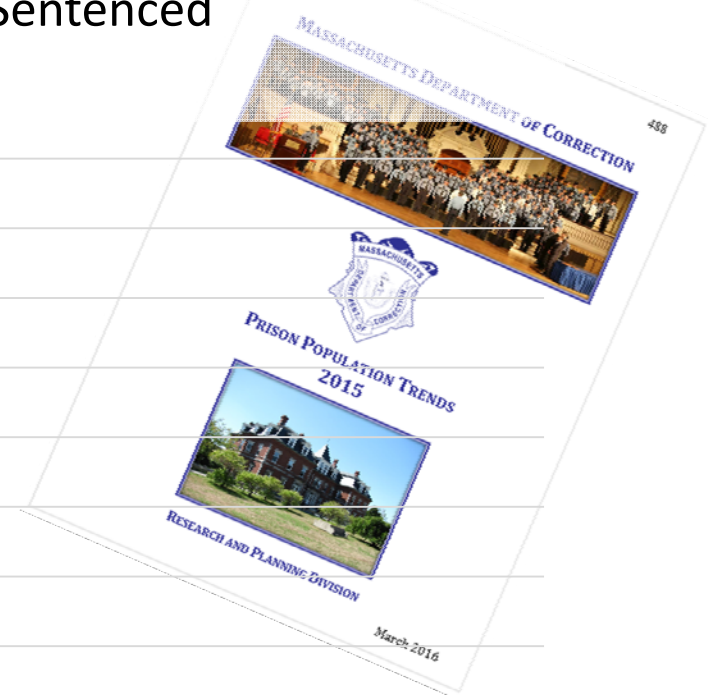 Sentenced
MASSACHUSETTS DEPARTMENT OF CORRECTION
488
MASSACHUSETTS
DEPARTMENT OF CORRECTION
PRISON POPULATION TRENDS
2015
RESEARCH AND PLANNING DIVISION
March 2016